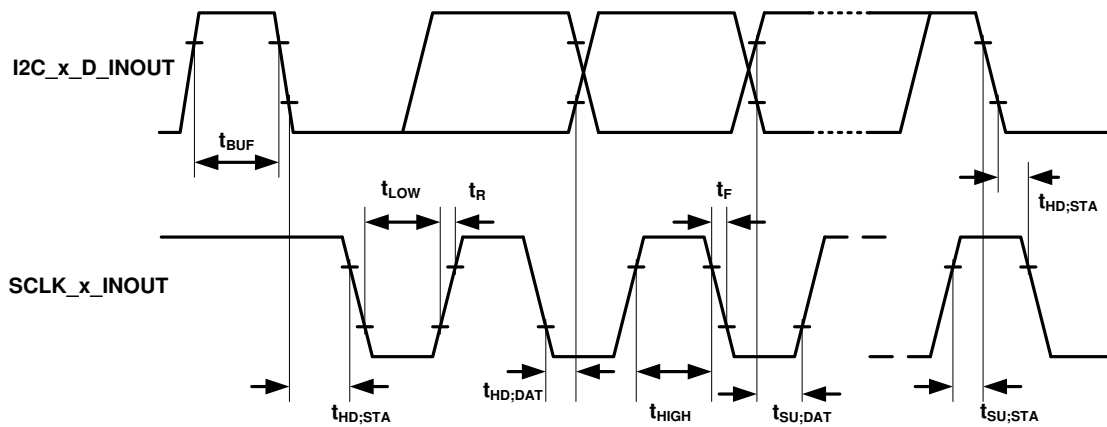 I2C_x_D_INOUT
tBUF
tLOW
tR
tF
tHD;STA
SCLK_x_INOUT
tHD;STA
tHD;DAT
tHIGH
tSU;DAT
tSU;STA